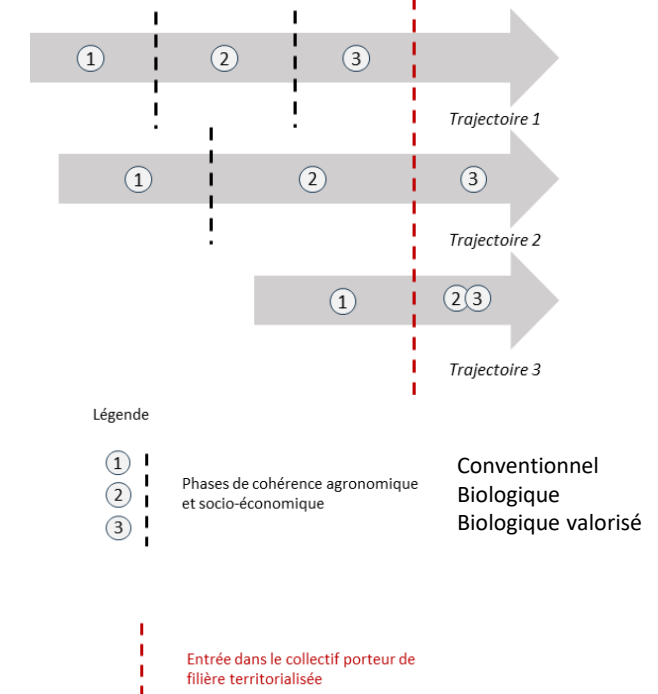 1 2 3
Trajectoire 1
1 2 3
Trajectoire 2
1 2 3
Trajectoire 3
Légende
1
2
3
Phases de cohérence agronomique
et socio-économique
Conventionnel
Biologique
Biologique valorisé
Entrée dans le collectif porteur de
filière territorialisée